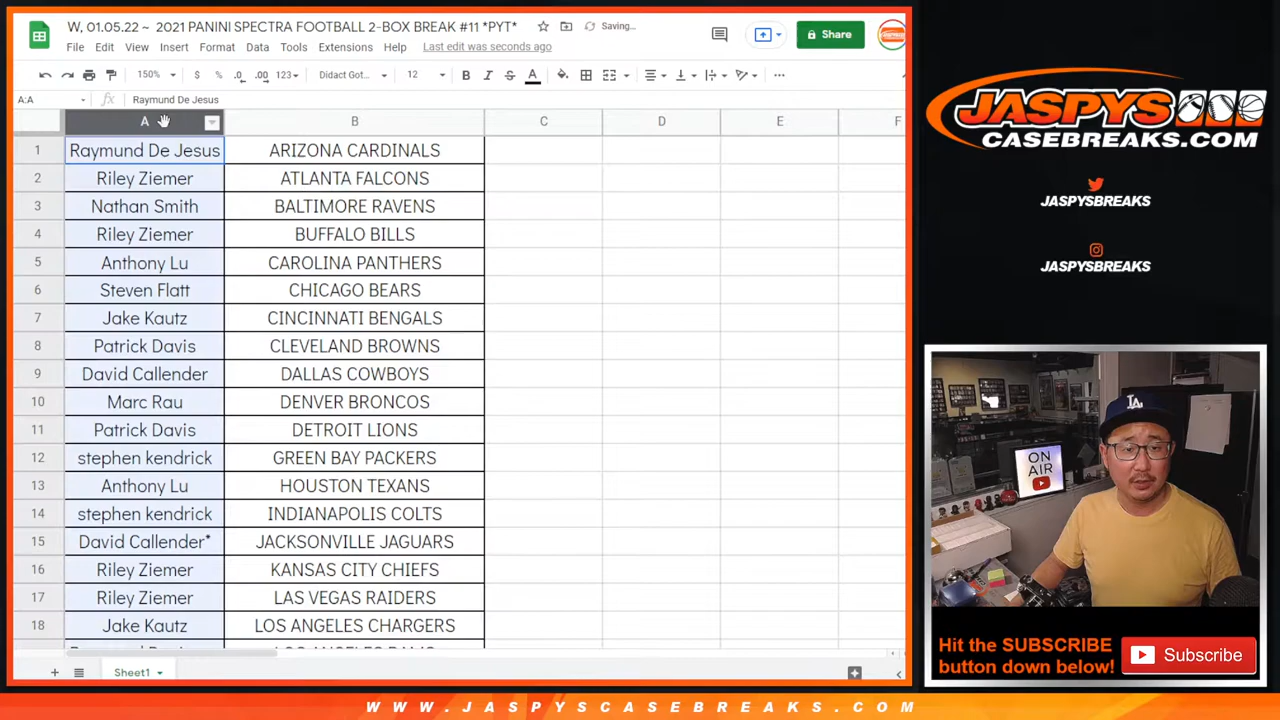 W, 01.05.22 ~ 2021 PANINI SPECTRA FOOTBALL 2-BOX BREAK #11 *PYT*
Saving...
File Edit View Insert Format Data Tools Extensions Help Last edit was seconds ago
Share
150% $ % .0 .00 123 Didact Got... 12 B I S A
A:A fx Raymund De Jesus
A B C D E F
1 Raymund De Jesus ARIZONA CARDINALS
2 Riley Ziemer ATLANTA FALCONS
3 Nathan Smith BALTIMORE RAVENS
4 Riley Ziemer BUFFALO BILLS
5 Anthony Lu CAROLINA PANTHERS
6 Steven Flatt CHICAGO BEARS
7 Jake Kautz CINCINNATI BENGALS
8 Patrick Davis CLEVELAND BROWNS
9 David Callender DALLAS COWBOYS
10 Marc Rau DENVER BRONCOS
11 Patrick Davis DETROIT LIONS
12 stephen kendrick GREEN BAY PACKERS
13 Anthony Lu HOUSTON TEXANS
14 stephen kendrick INDIANAPOLIS COLTS
15 David Callender* JACKSONVILLE JAGUARS
16 Riley Ziemer KANSAS CITY CHIEFS
17 Riley Ziemer LAS VEGAS RAIDERS
18 Jake Kautz LOS ANGELES CHARGERS
Sheet1
JASPYS
CASEBREAKS.COM
JASPYSBREAKS
JASPYSBREAKS
LA
ON
AIR
Hit the SUBSCRIBE
button down below!
Subscribe
WWW.JASPYSCASEBREAKS.COM